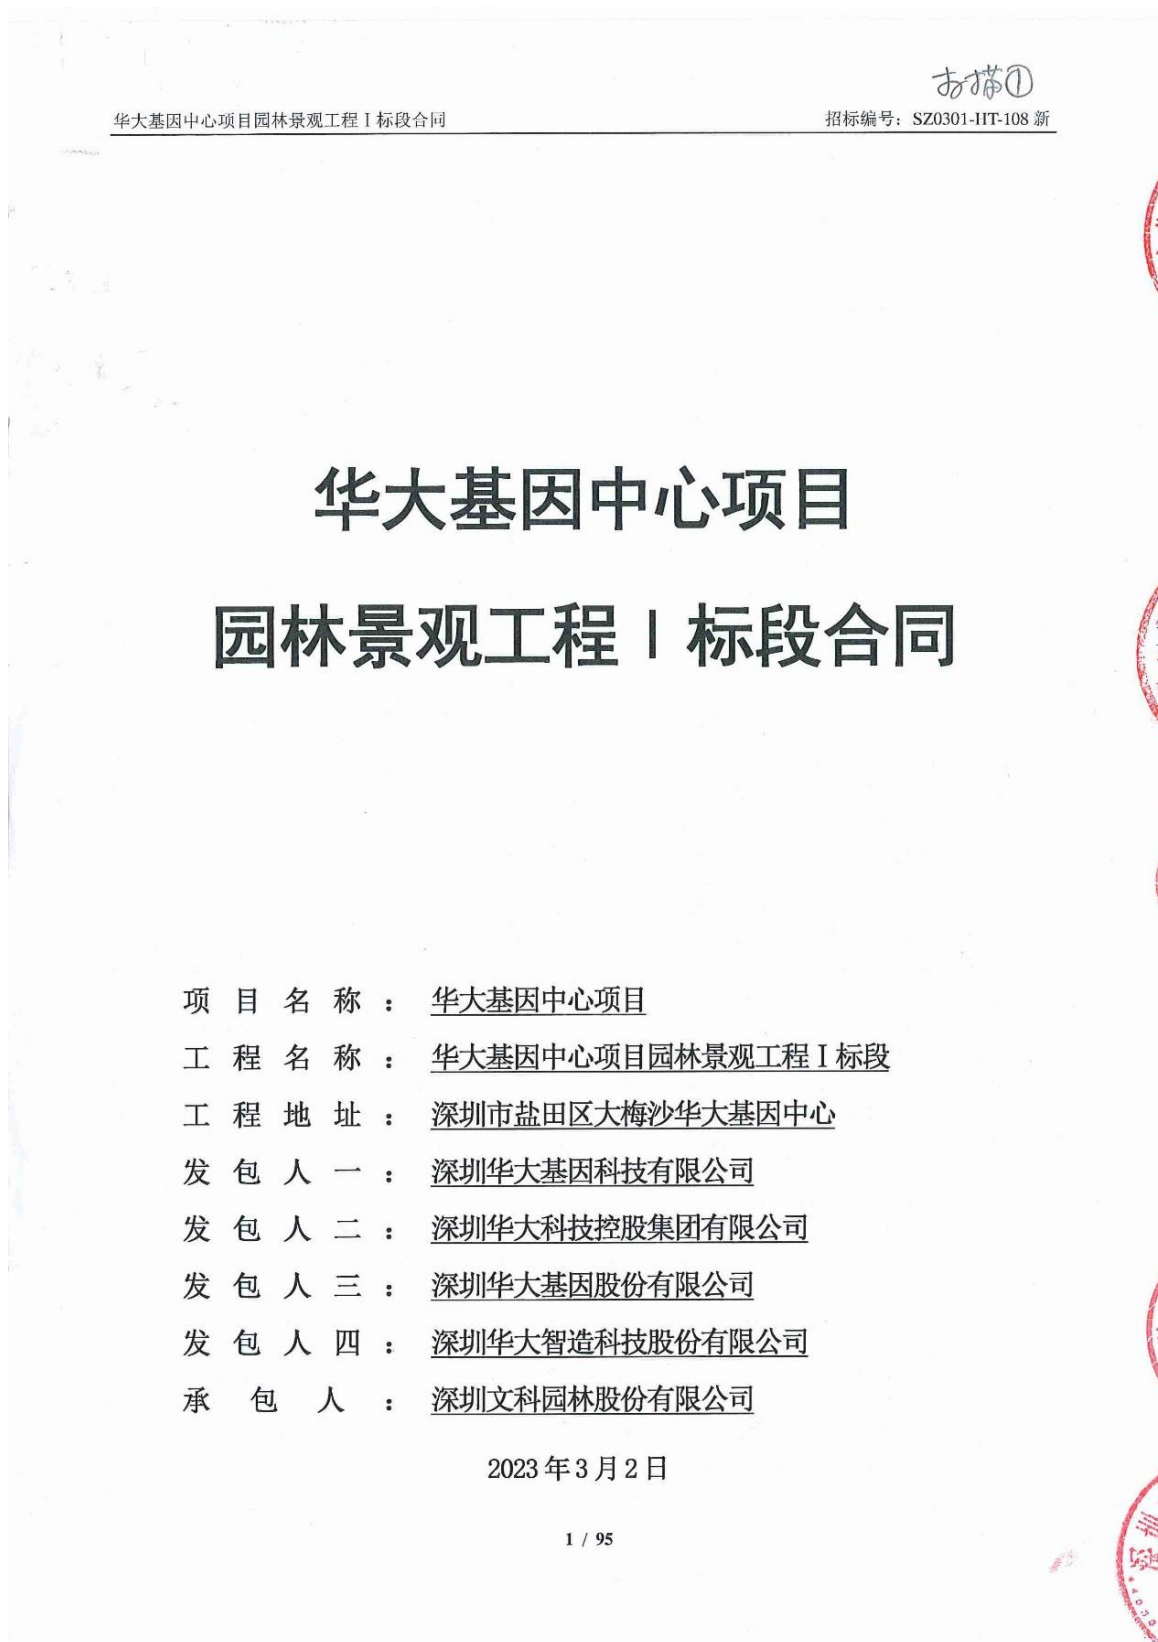 扫描①
华大基因中心项目园林景观工程Ⅰ标段合同 招标编号：SZ0301-HT-108 新
华大基因中心项目
园林景观工程Ⅰ标段合同
项目名称：华大基因中心项目
工程名称：华大基因中心项目园林景观工程Ⅰ标段
工程地址：深圳市盐田区大梅沙华大基因中心
发包人一：深圳华大基因科技有限公司
发包人二：深圳华大科技控股集团有限公司
发包人三：深圳华大基因股份有限公司
发包人四：深圳华大智造科技股份有限公司
承包人：深圳文科园林股份有限公司
2023年3月2日
1 / 95
深圳